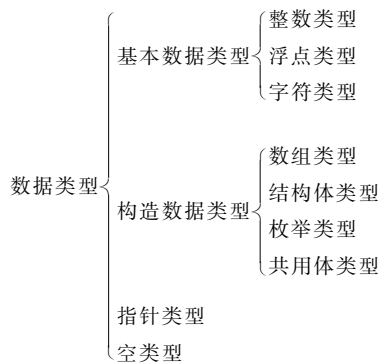 数据类型
基本数据类型
整数类型
浮点类型
字符类型
构造数据类型
数组类型
结构体类型
枚举类型
共用体类型
指针类型
空类型